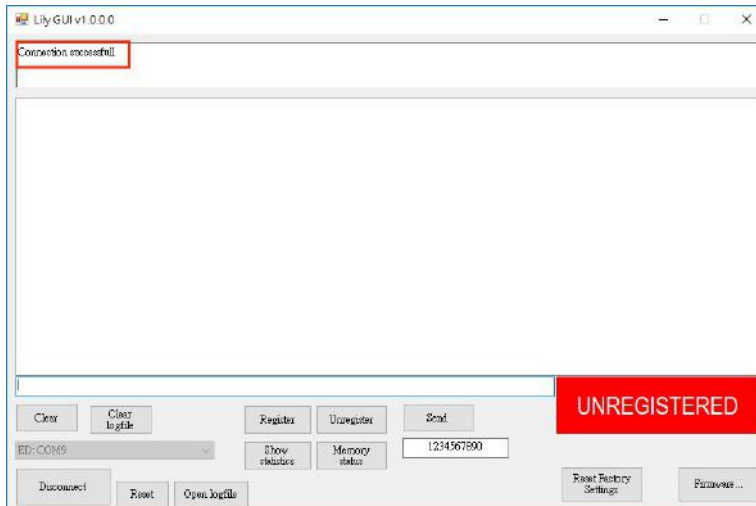 Lily GUI v1.0.0.0
Connection successfull
UNREGISTERED
Clear
Clear
logfile
Register
Unregister
Send
ED: COM9
Show
statistics
Memory
status
1234567890
Disconnect
Reset
Open logfile
Reset Factory
Settings
Firmware ...